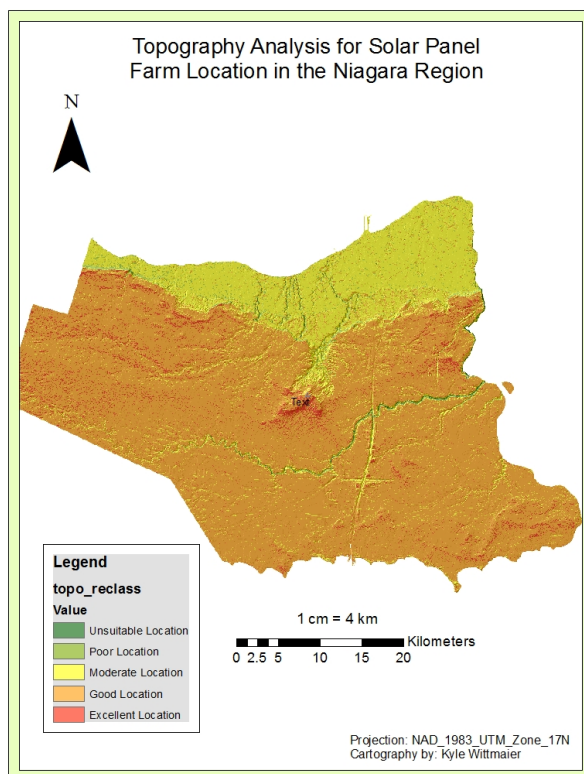 Topography Analysis for Solar Panel
Farm Location in the Niagara Region
N
Text
Legend
topo_reclass
Value
Unsuitable Location
Poor Location
Moderate Location
Good Location
Excellent Location
1 cm = 4 km
Kilometers
0 2.5 5 10 15 20
Projection: NAD_1983_UTM_Zone_17N
Cartography by: Kyle Wittmaier